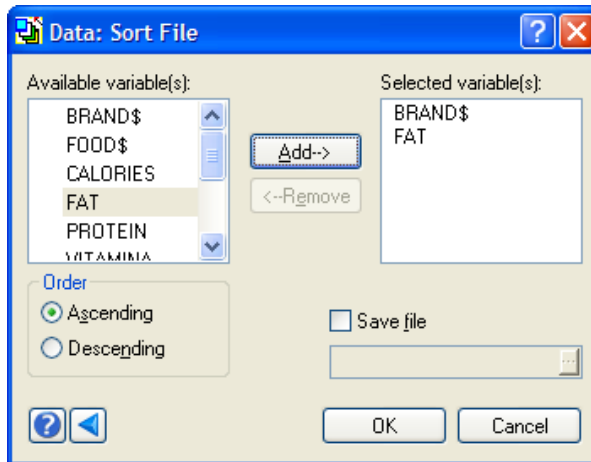 Data: Sort File
Available variable(s):
BRAND$
FOOD$
CALORIES
FAT
PROTEIN
VITAMINA
Add-->
<--Remove
Selected variable(s):
BRAND$
FAT
Order
Ascending
Descending
Save file
...
OK
Cancel